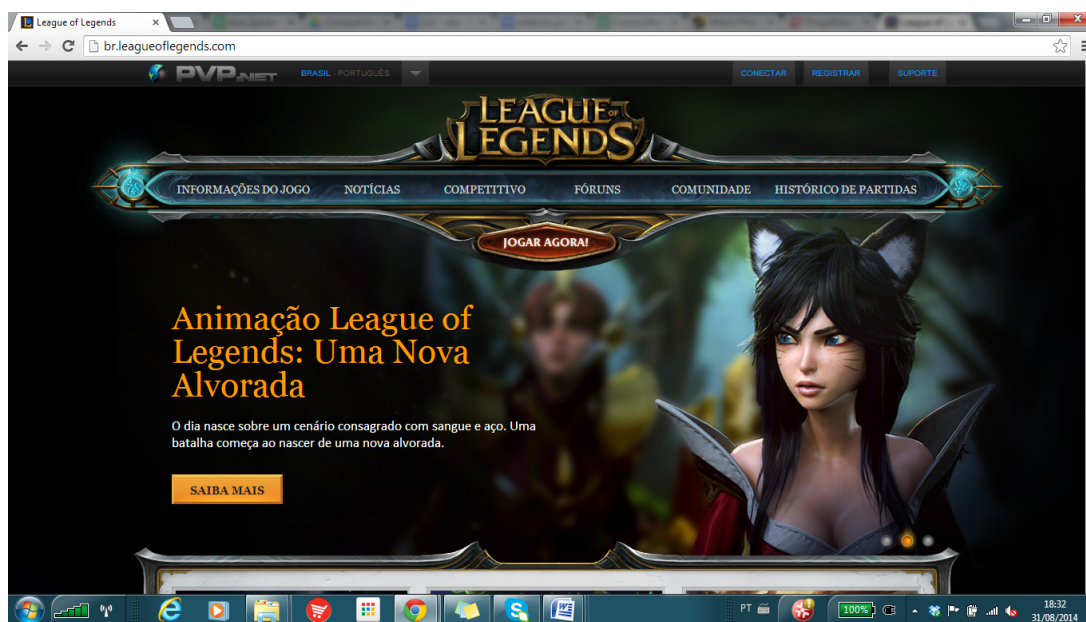 League of Legends
br.leagueoflegends.com
PVP.NET
BRASIL - PORTUGUÊS
CONECTAR
REGISTRAR
SUPORTE
LEAGUE OF
LEGENDS
INFORMAÇÕES DO JOGO
NOTÍCIAS
COMPETITIVO
FÓRUNS
COMUNIDADE
HISTÓRICO DE PARTIDAS
JOGAR AGORA!
Animação League of
Legends: Uma Nova
Alvorada
O dia nasce sobre um cenário consagrado com sangue e aço. Uma
batalha começa ao nascer de uma nova alvorada.
SAIBA MAIS
PT
100%
18:32
31/08/2014